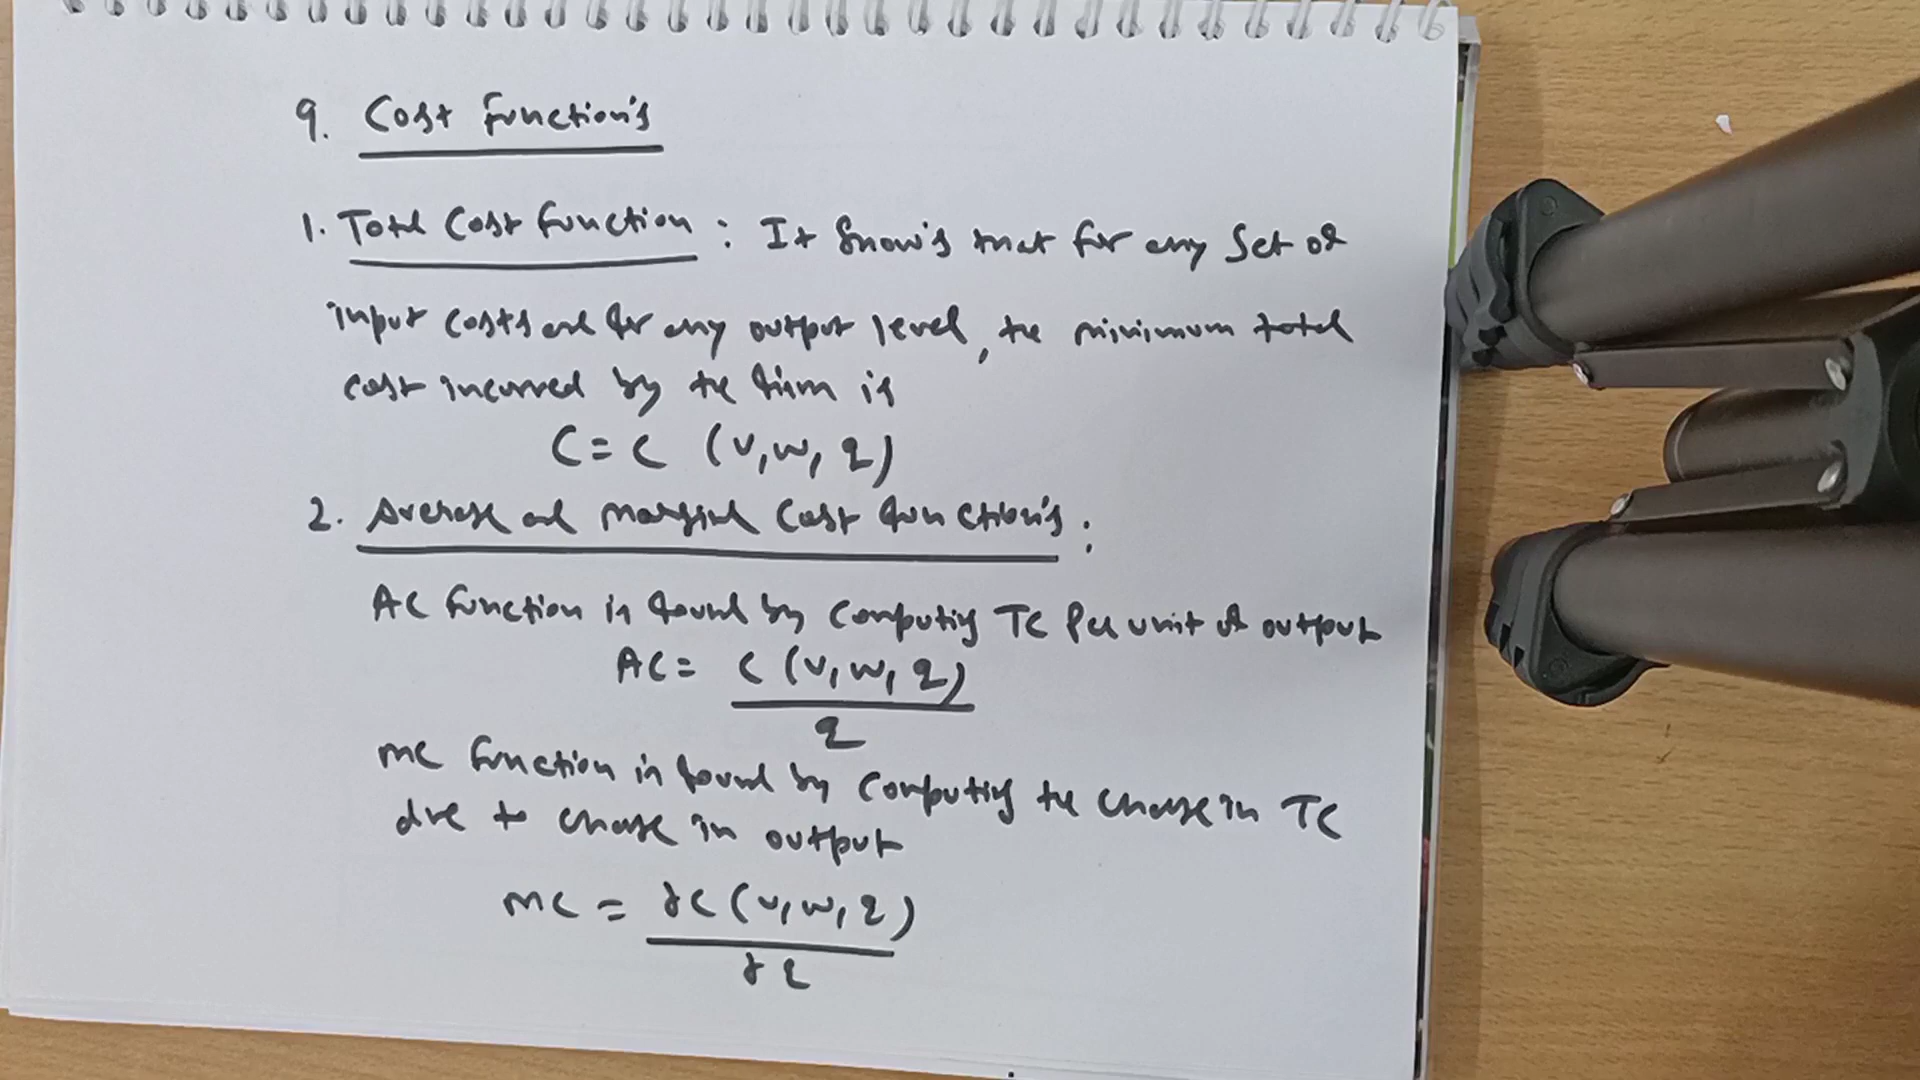 9. Cost Function's
1. Total Cost Function : It Show's that for any Set of
input costs and for any output level, the minimum total
cost incurred by the firm is
C = C (v, w, q)
2. Average and Marginal Cost function's :
AC function is found by computing TC Per unit of output
AC = C (v, w, q)
q
MC function is found by computing the change in TC
due to change in output
MC = ∂C (v, w, q)
∂q